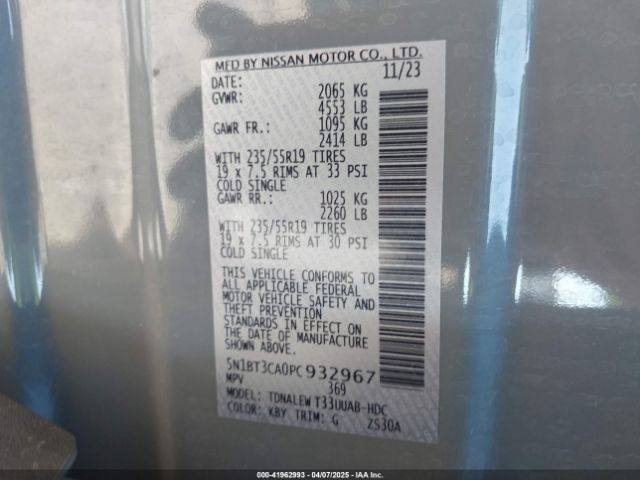 MFD BY NISSAN MOTOR CO., LTD.
DATE: 11/23
GVWR: 2065 KG
4553 LB
GAWR FR.: 1095 KG
2414 LB
WITH 235/55R19 TIRES
19 x 7.5 RIMS AT 33 PSI
COLD SINGLE
GAWR RR.: 1025 KG
2260 LB
WITH 235/55R19 TIRES
19 x 7.5 RIMS AT 30 PSI
COLD SINGLE
THIS VEHICLE CONFORMS TO
ALL APPLICABLE FEDERAL
MOTOR VEHICLE SAFETY AND
THEFT PREVENTION
STANDARDS IN EFFECT ON
THE DATE OF MANUFACTURE
SHOWN ABOVE.
5N1BT3CA0PC932967
MPV 369
MODEL: TDNALEW T33UUAB-HDC
COLOR: KBY TRIM: G ZS30A
000-41962993 - 04/07/2025 - IAAI.COM